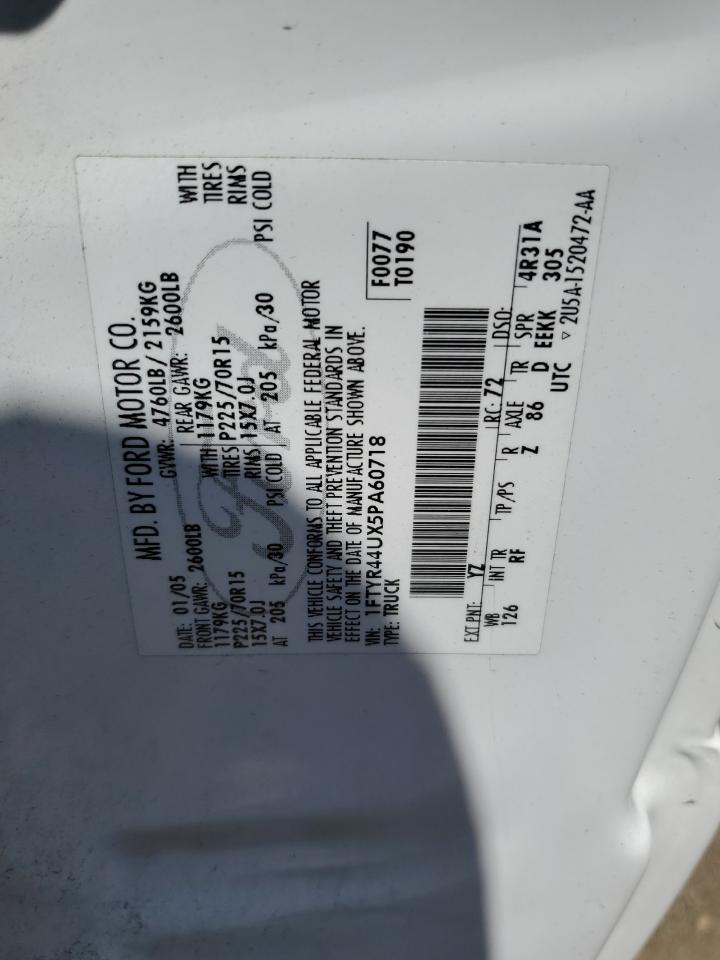 MFD. BY FORD MOTOR CO.
DATE: 01/05 GVWR: 4760LB/ 2159KG
FRONT GAWR: 2600LB REAR GAWR: 2600LB
1179KG WITH 1179KG WITH
P225/70R15 TIRES P225/70R15 TIRES
15X7.0J RIMS 15X7.0J RIMS
AT 205 kPa/30 PSI COLD AT 205 kPa/30 PSI COLD
Ford
THIS VEHICLE CONFORMS TO ALL APPLICABLE FEDERAL MOTOR
VEHICLE SAFETY AND THEFT PREVENTION STANDARDS IN
EFFECT ON THE DATE OF MANUFACTURE SHOWN ABOVE.
VIN: 1FTYR44UX5PA60718 F0077
TYPE: TRUCK T0190
EXT PNT: YZ RC: 72 DSO:
WB INT TR TP/PS R AXLE TR SPR 4R31A
126 RF Z 86 D EEKK 305
UTC ▽ 2U5A-1520472-AA